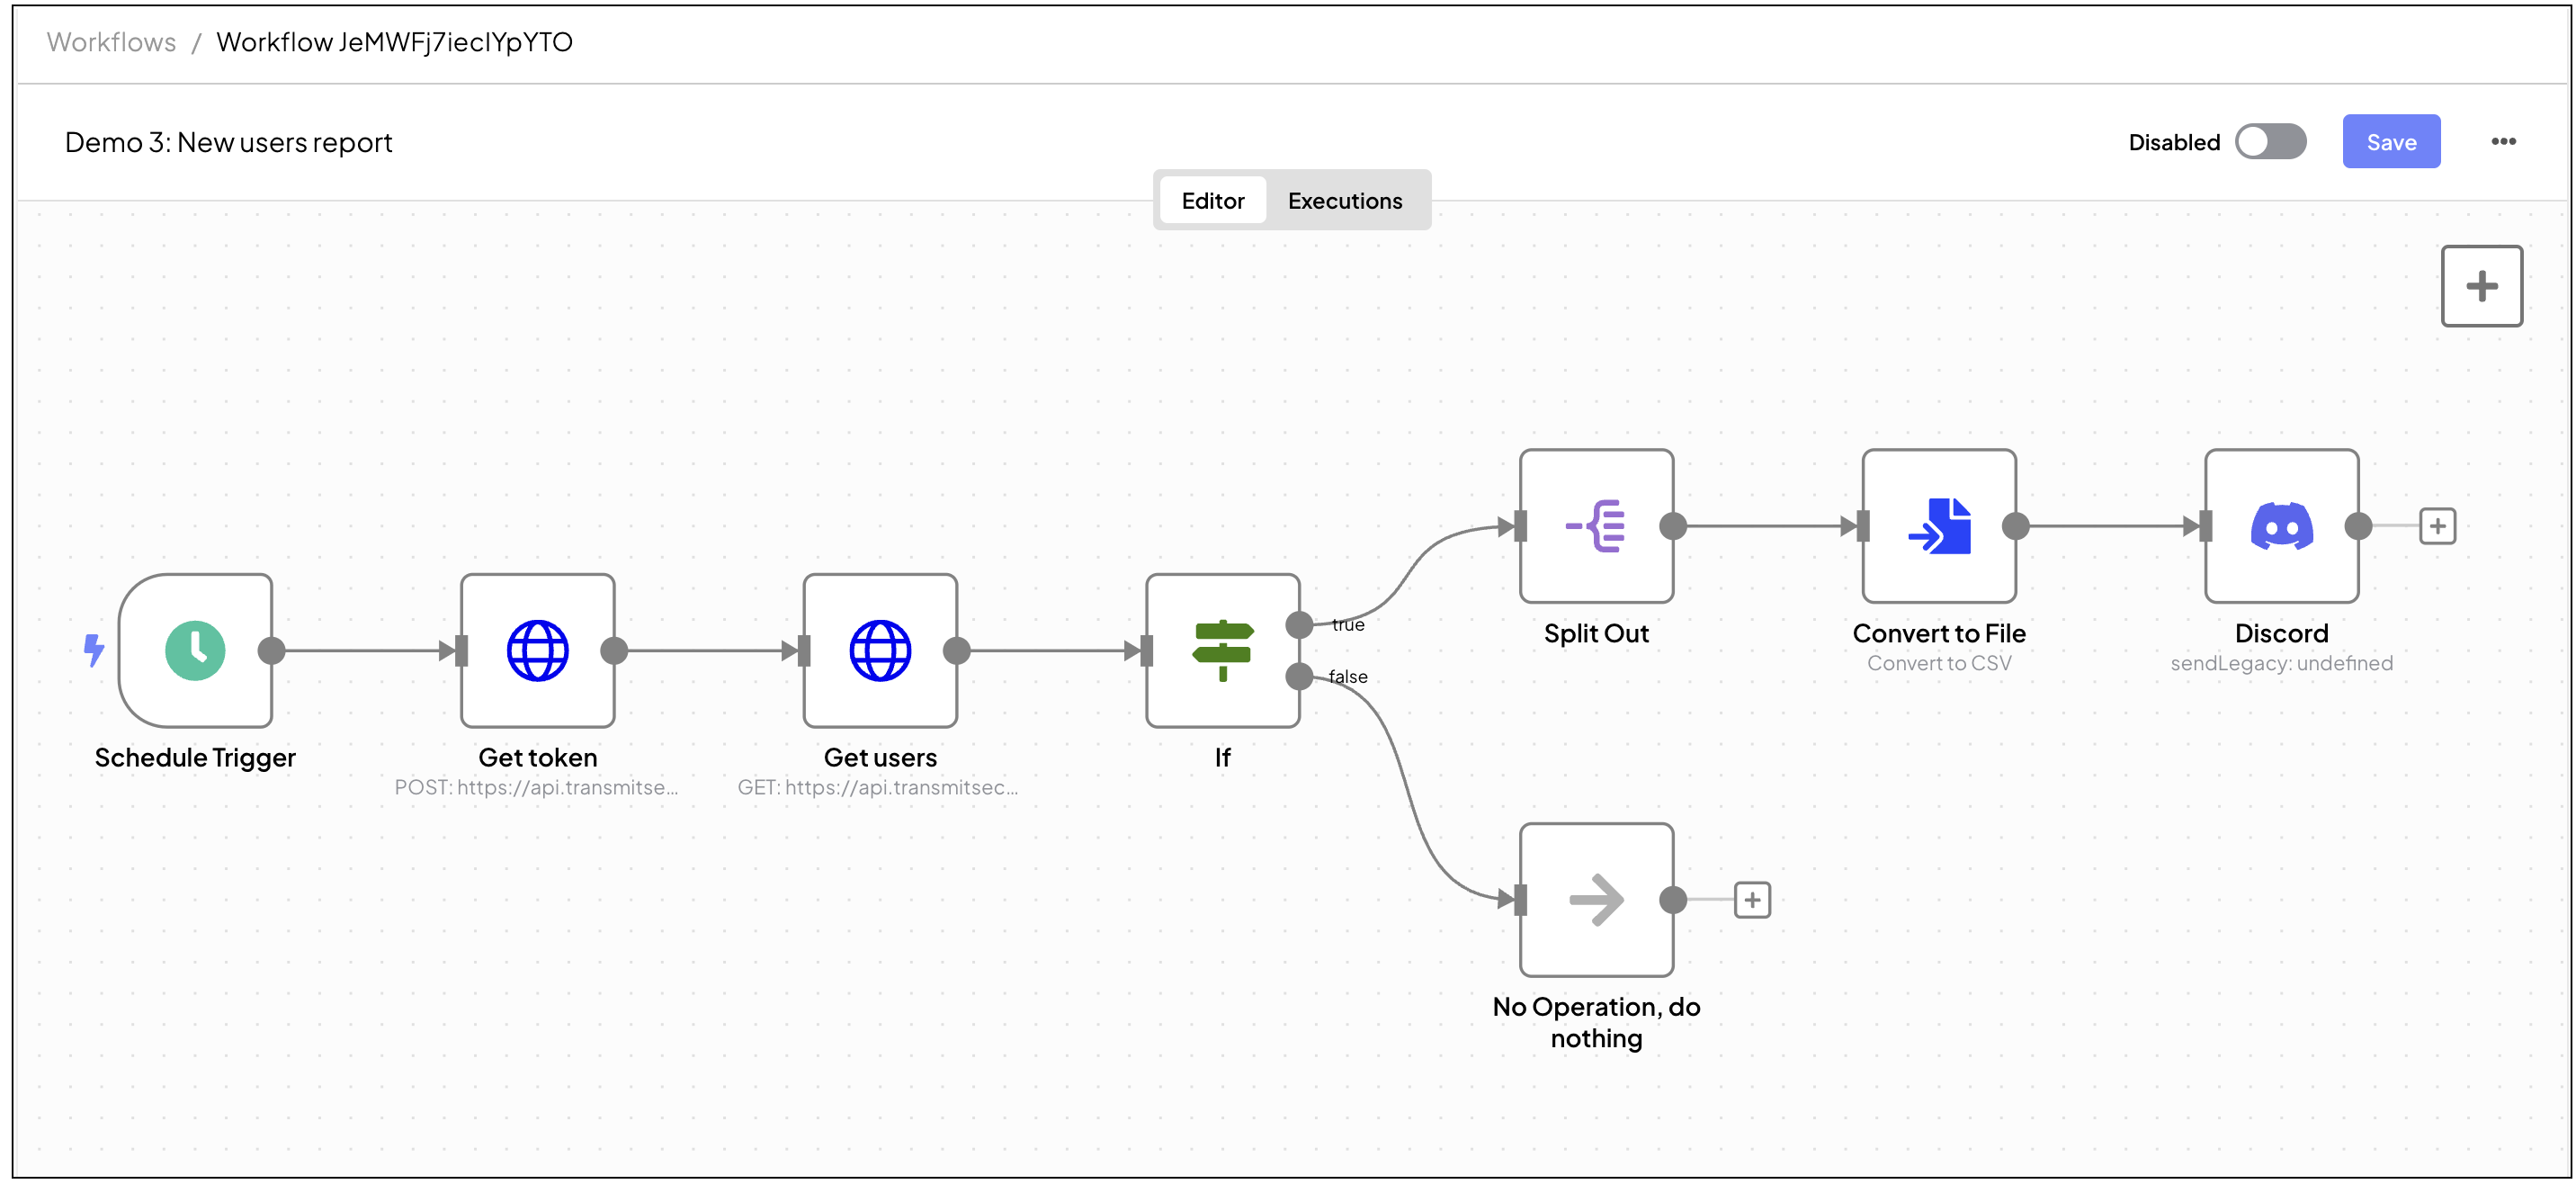 Workflows / Workflow JeMWFj7iecIYpYTO
Demo 3: New users report
Disabled
Save
Editor
Executions
true
false
Schedule Trigger
Get token
POST: https://api.transmitse...
Get users
GET: https://api.transmitsec...
If
Split Out
Convert to File
Convert to CSV
Discord
sendLegacy: undefined
No Operation, do
nothing